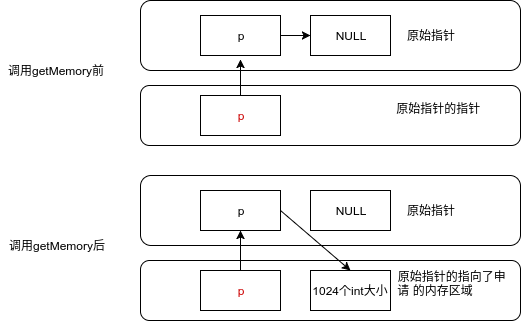 p
NULL
原始指针
调用getMemory前
p
原始指针的指针
p
NULL
原始指针
调用getMemory后
p
1024个int大小
原始指针的指向了申
请 的内存区域